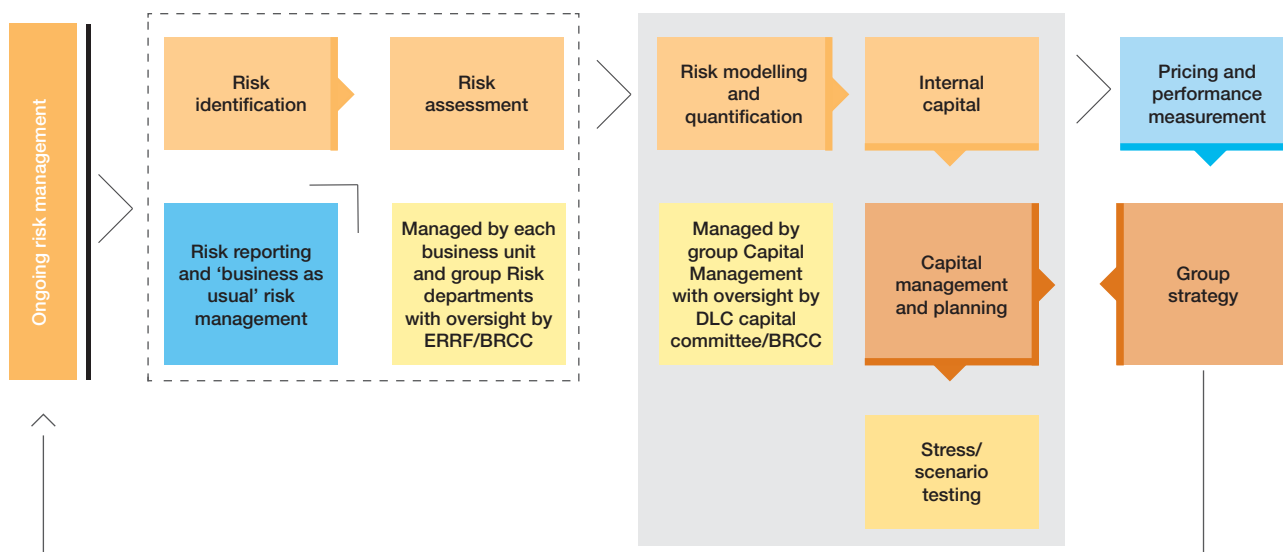 Ongoing risk management
Risk
identification
Risk
assessment
Risk modelling
and
quantification
Internal
capital
Pricing and
performance
measurement
Risk reporting
and ‘business as
usual’ risk
management
Managed by each
business unit
and group Risk
departments
with oversight by
ERRF/BRCC
Managed by
group Capital
Management
with oversight by
DLC capital
committee/BRCC
Capital
management
and planning
Group
strategy
Stress/
scenario
testing